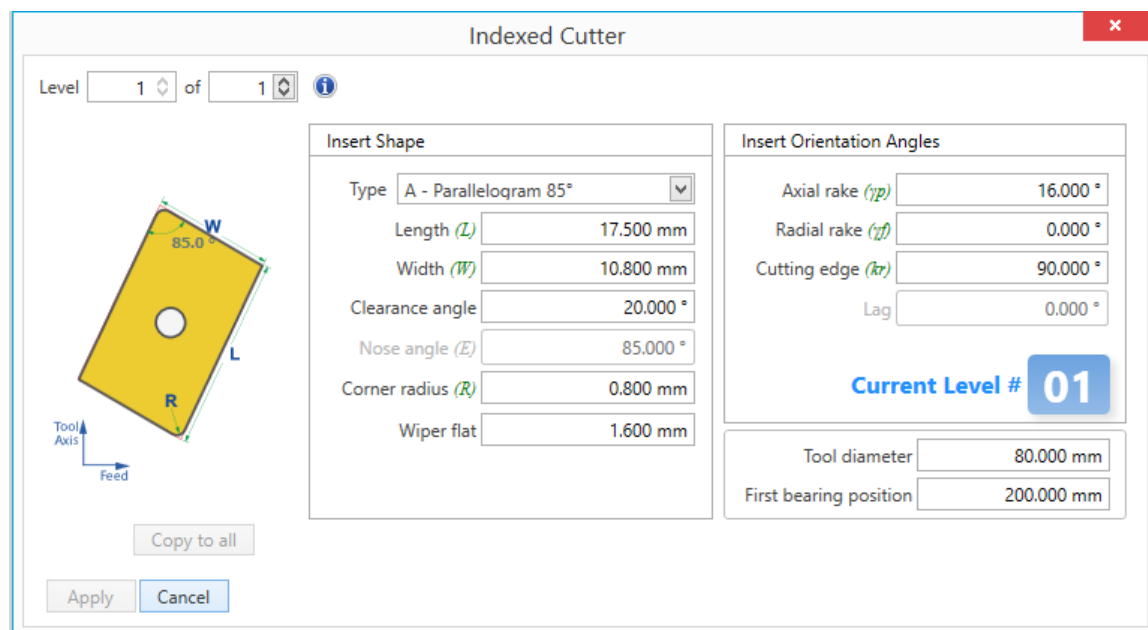 Indexed Cutter
Level 1 of 1
Insert Shape
Type A - Parallelogram 85°
Length (L) 17.500 mm
Width (W) 10.800 mm
Clearance angle 20.000 °
Nose angle (E) 85.000 °
Corner radius (R) 0.800 mm
Wiper flat 1.600 mm
Insert Orientation Angles
Axial rake (γp) 16.000 °
Radial rake (γf) 0.000 °
Cutting edge (kr) 90.000 °
Lag 0.000 °
Current Level # 01
Tool diameter 80.000 mm
First bearing position 200.000 mm
W
85.0 °
L
R
Tool
Axis
Feed
Copy to all
Apply Cancel